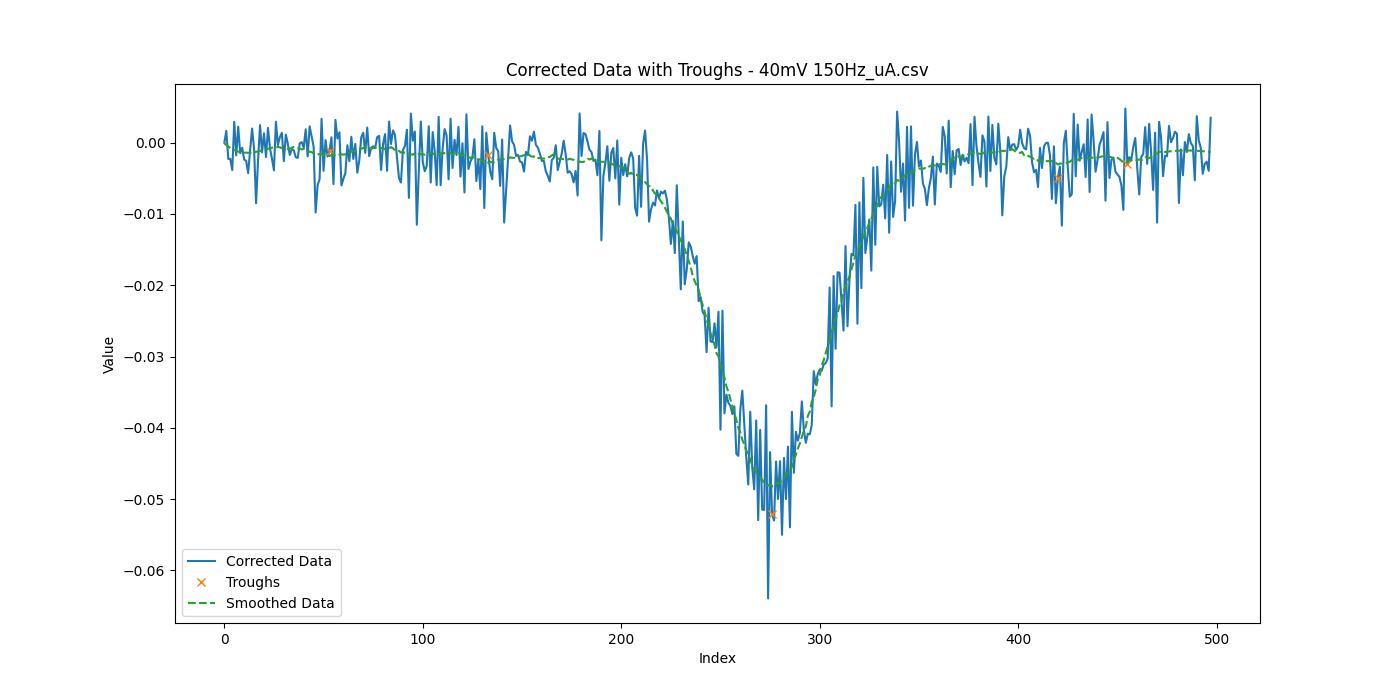 Corrected Data with Troughs - 40mV 150Hz_uA.csv
0.00
−0.01
−0.02
−0.03
−0.04
−0.05
−0.06
Value
Corrected Data
Troughs
Smoothed Data
0 100 200 300 400 500
Index